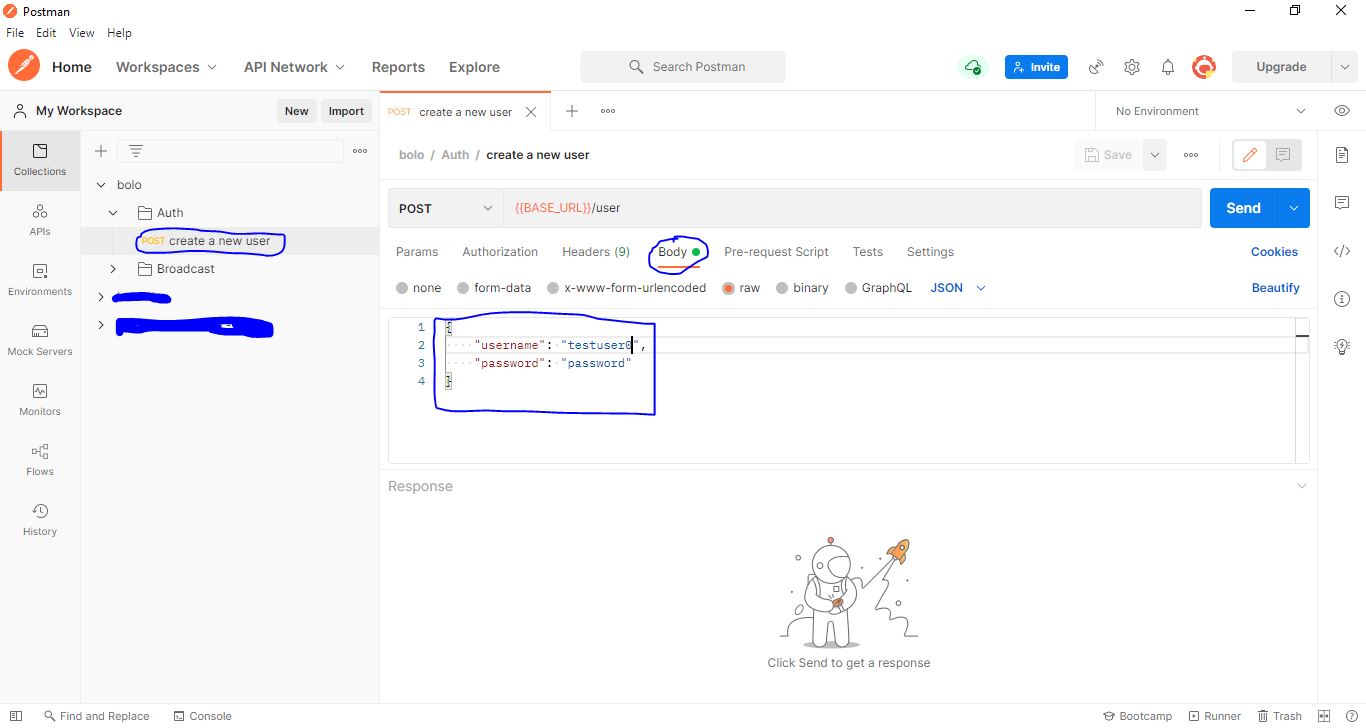 Postman
File Edit View Help
Home Workspaces API Network Reports Explore Search Postman Invite Upgrade
My Workspace New Import
POST create a new user
No Environment
Collections
APIs
Environments
Mock Servers
Monitors
Flows
History
bolo
Auth
POST create a new user
Broadcast
bolo / Auth / create a new user Save
POST {{BASE_URL}}/user Send
Params Authorization Headers (9) Body Pre-request Script Tests Settings Cookies
none form-data x-www-form-urlencoded raw binary GraphQL JSON Beautify
1 {
2 "username": "testuser0",
3 "password": "password"
4 }
Response
Click Send to get a response
Find and Replace Console Bootcamp Runner Trash